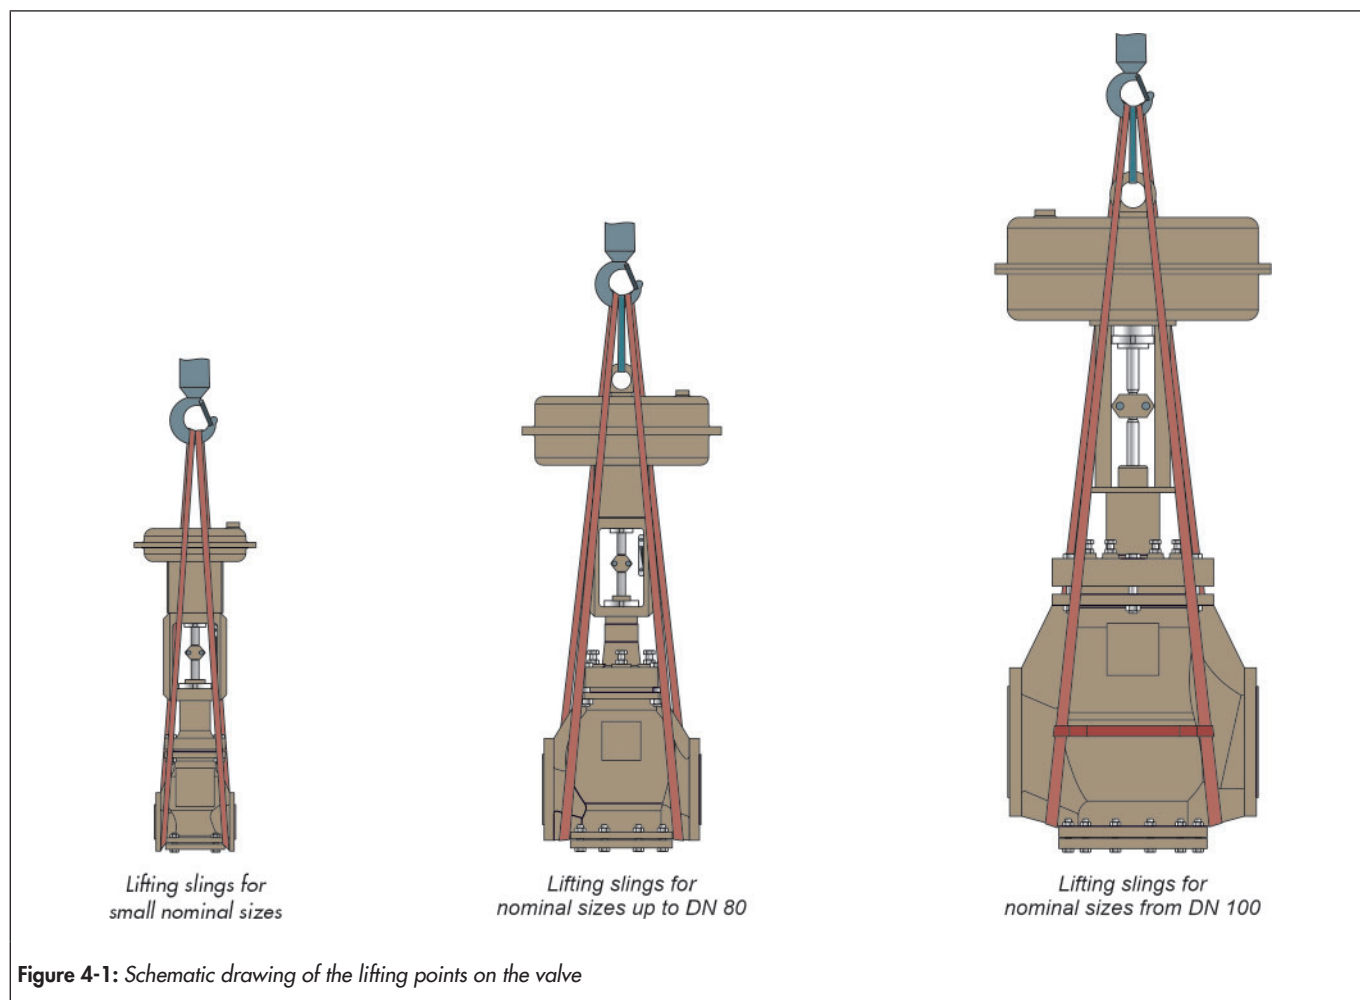 Lifting slings for
small nominal sizes
Lifting slings for
nominal sizes up to DN 80
Lifting slings for
nominal sizes from DN 100
Figure 4-1: Schematic drawing of the lifting points on the valve